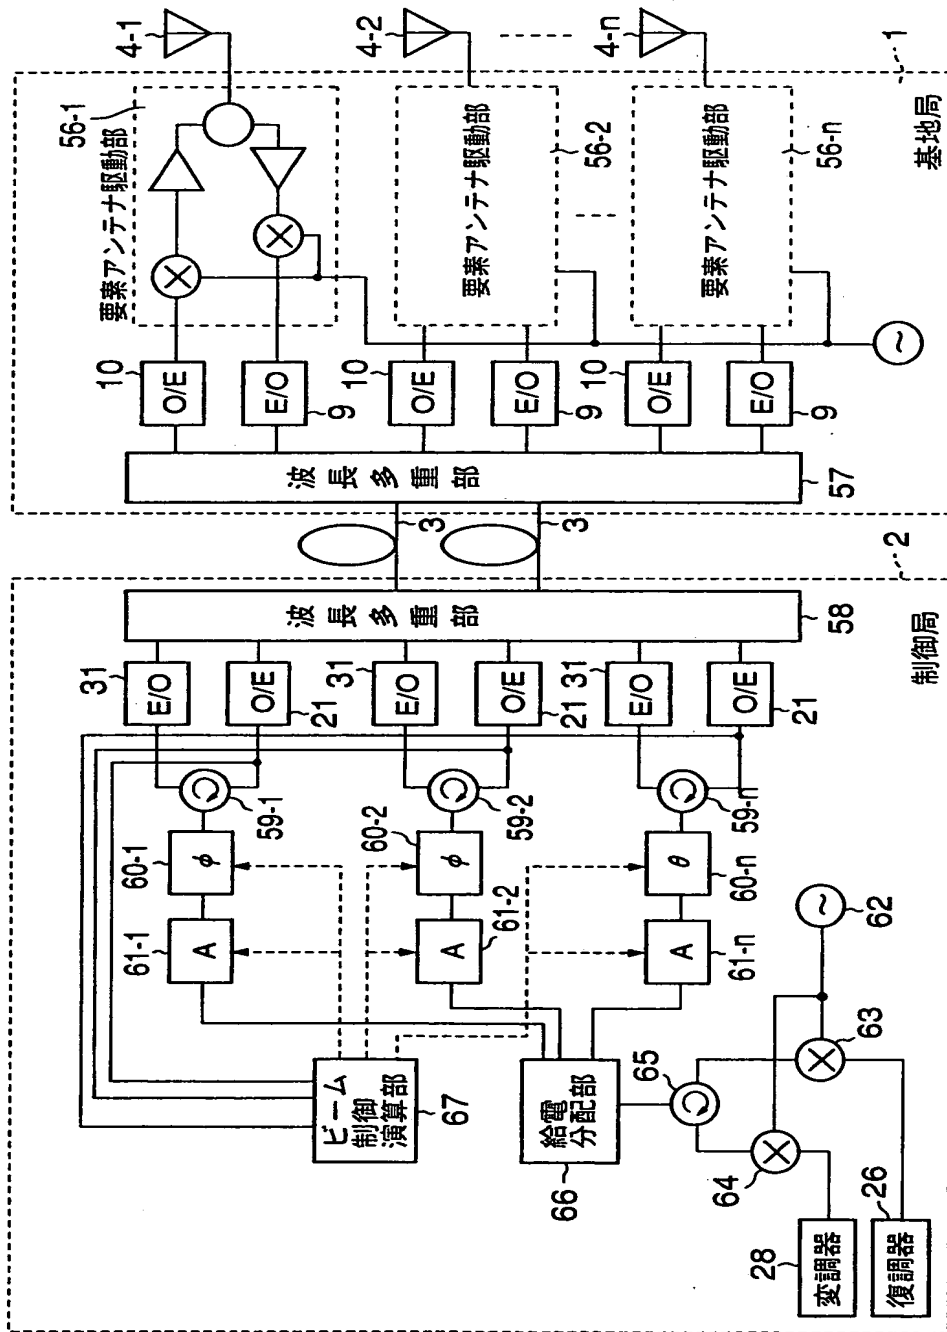 4-1
4-2
4-n
1
基地局
56-1
要素アンテナ駆動部
要素アンテナ駆動部
56-2
要素アンテナ駆動部
56-n
~
10
O/E
E/O
9
10
O/E
E/O
9
10
O/E
E/O
9
波長多重部
57
3
3
2
制御局
波長多重部
58
31
E/O
O/E
21
31
E/O
O/E
21
31
E/O
O/E
21
59-1
59-2
59-n
60-1
φ
60-2
φ
θ
60-n
61-1
A
A
61-2
A
61-n
~
62
63
64
65
ビーム
制御
演算部
67
給電
分配部
66
28
変調器
26
復調器